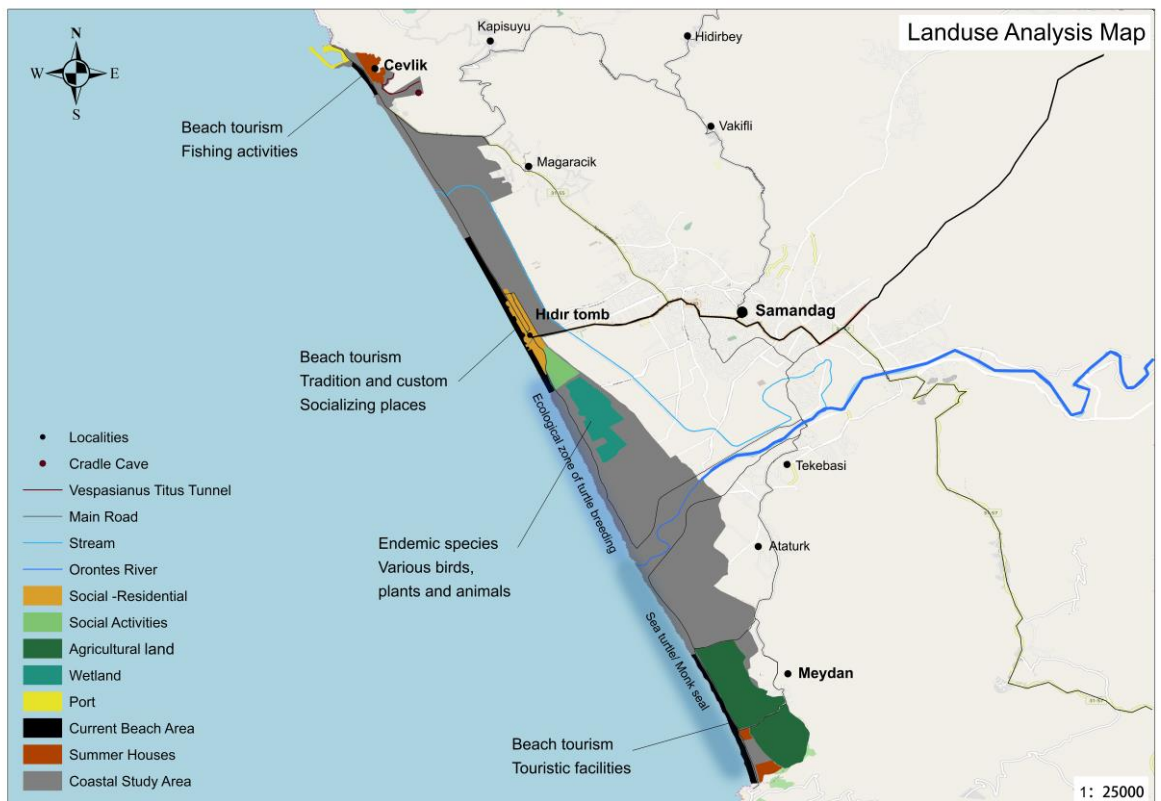 Landuse Analysis Map
N
W
E
S
Kapisuyu
Hidirbey
Cevlik
Beach tourism
Fishing activities
Vakifli
Magaracik
Samandag
Hıdır tomb
Beach tourism
Tradition and custom
Socializing places
Ecological zone of turtle breeding
Tekebasi
Endemic species
Various birds,
plants and animals
Ataturk
Sea turtle/ Monk seal
Meydan
Beach tourism
Touristic facilities
Localities
Cradle Cave
Vespasianus Titus Tunnel
Main Road
Stream
Orontes River
Social -Residential
Social Activities
Agricultural land
Wetland
Port
Current Beach Area
Summer Houses
Coastal Study Area
1: 25000